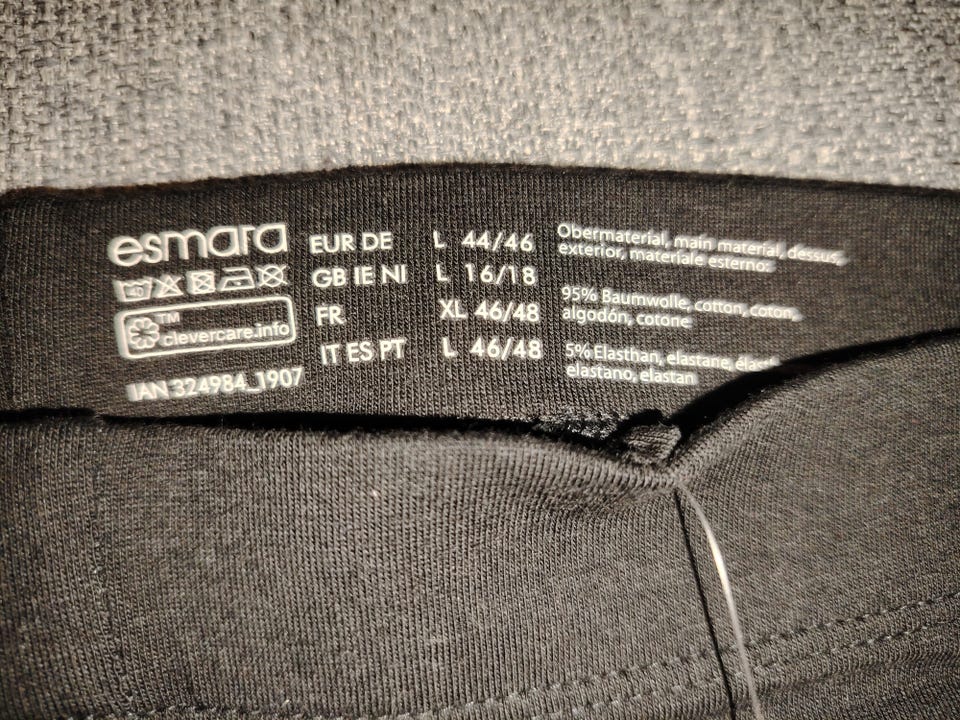 esmara
40
TM
clevercare.info
IAN 324984_1907
EUR DE L 44/46
GB IE NI L 16/18
FR XL 46/48
IT ES PT L 46/48
Obermaterial, main material, dessus,
exterior, materiale esterno:
95% Baumwolle, cotton, coton,
algodón, cotone
5% Elasthan, elastane,
elastano, elastan